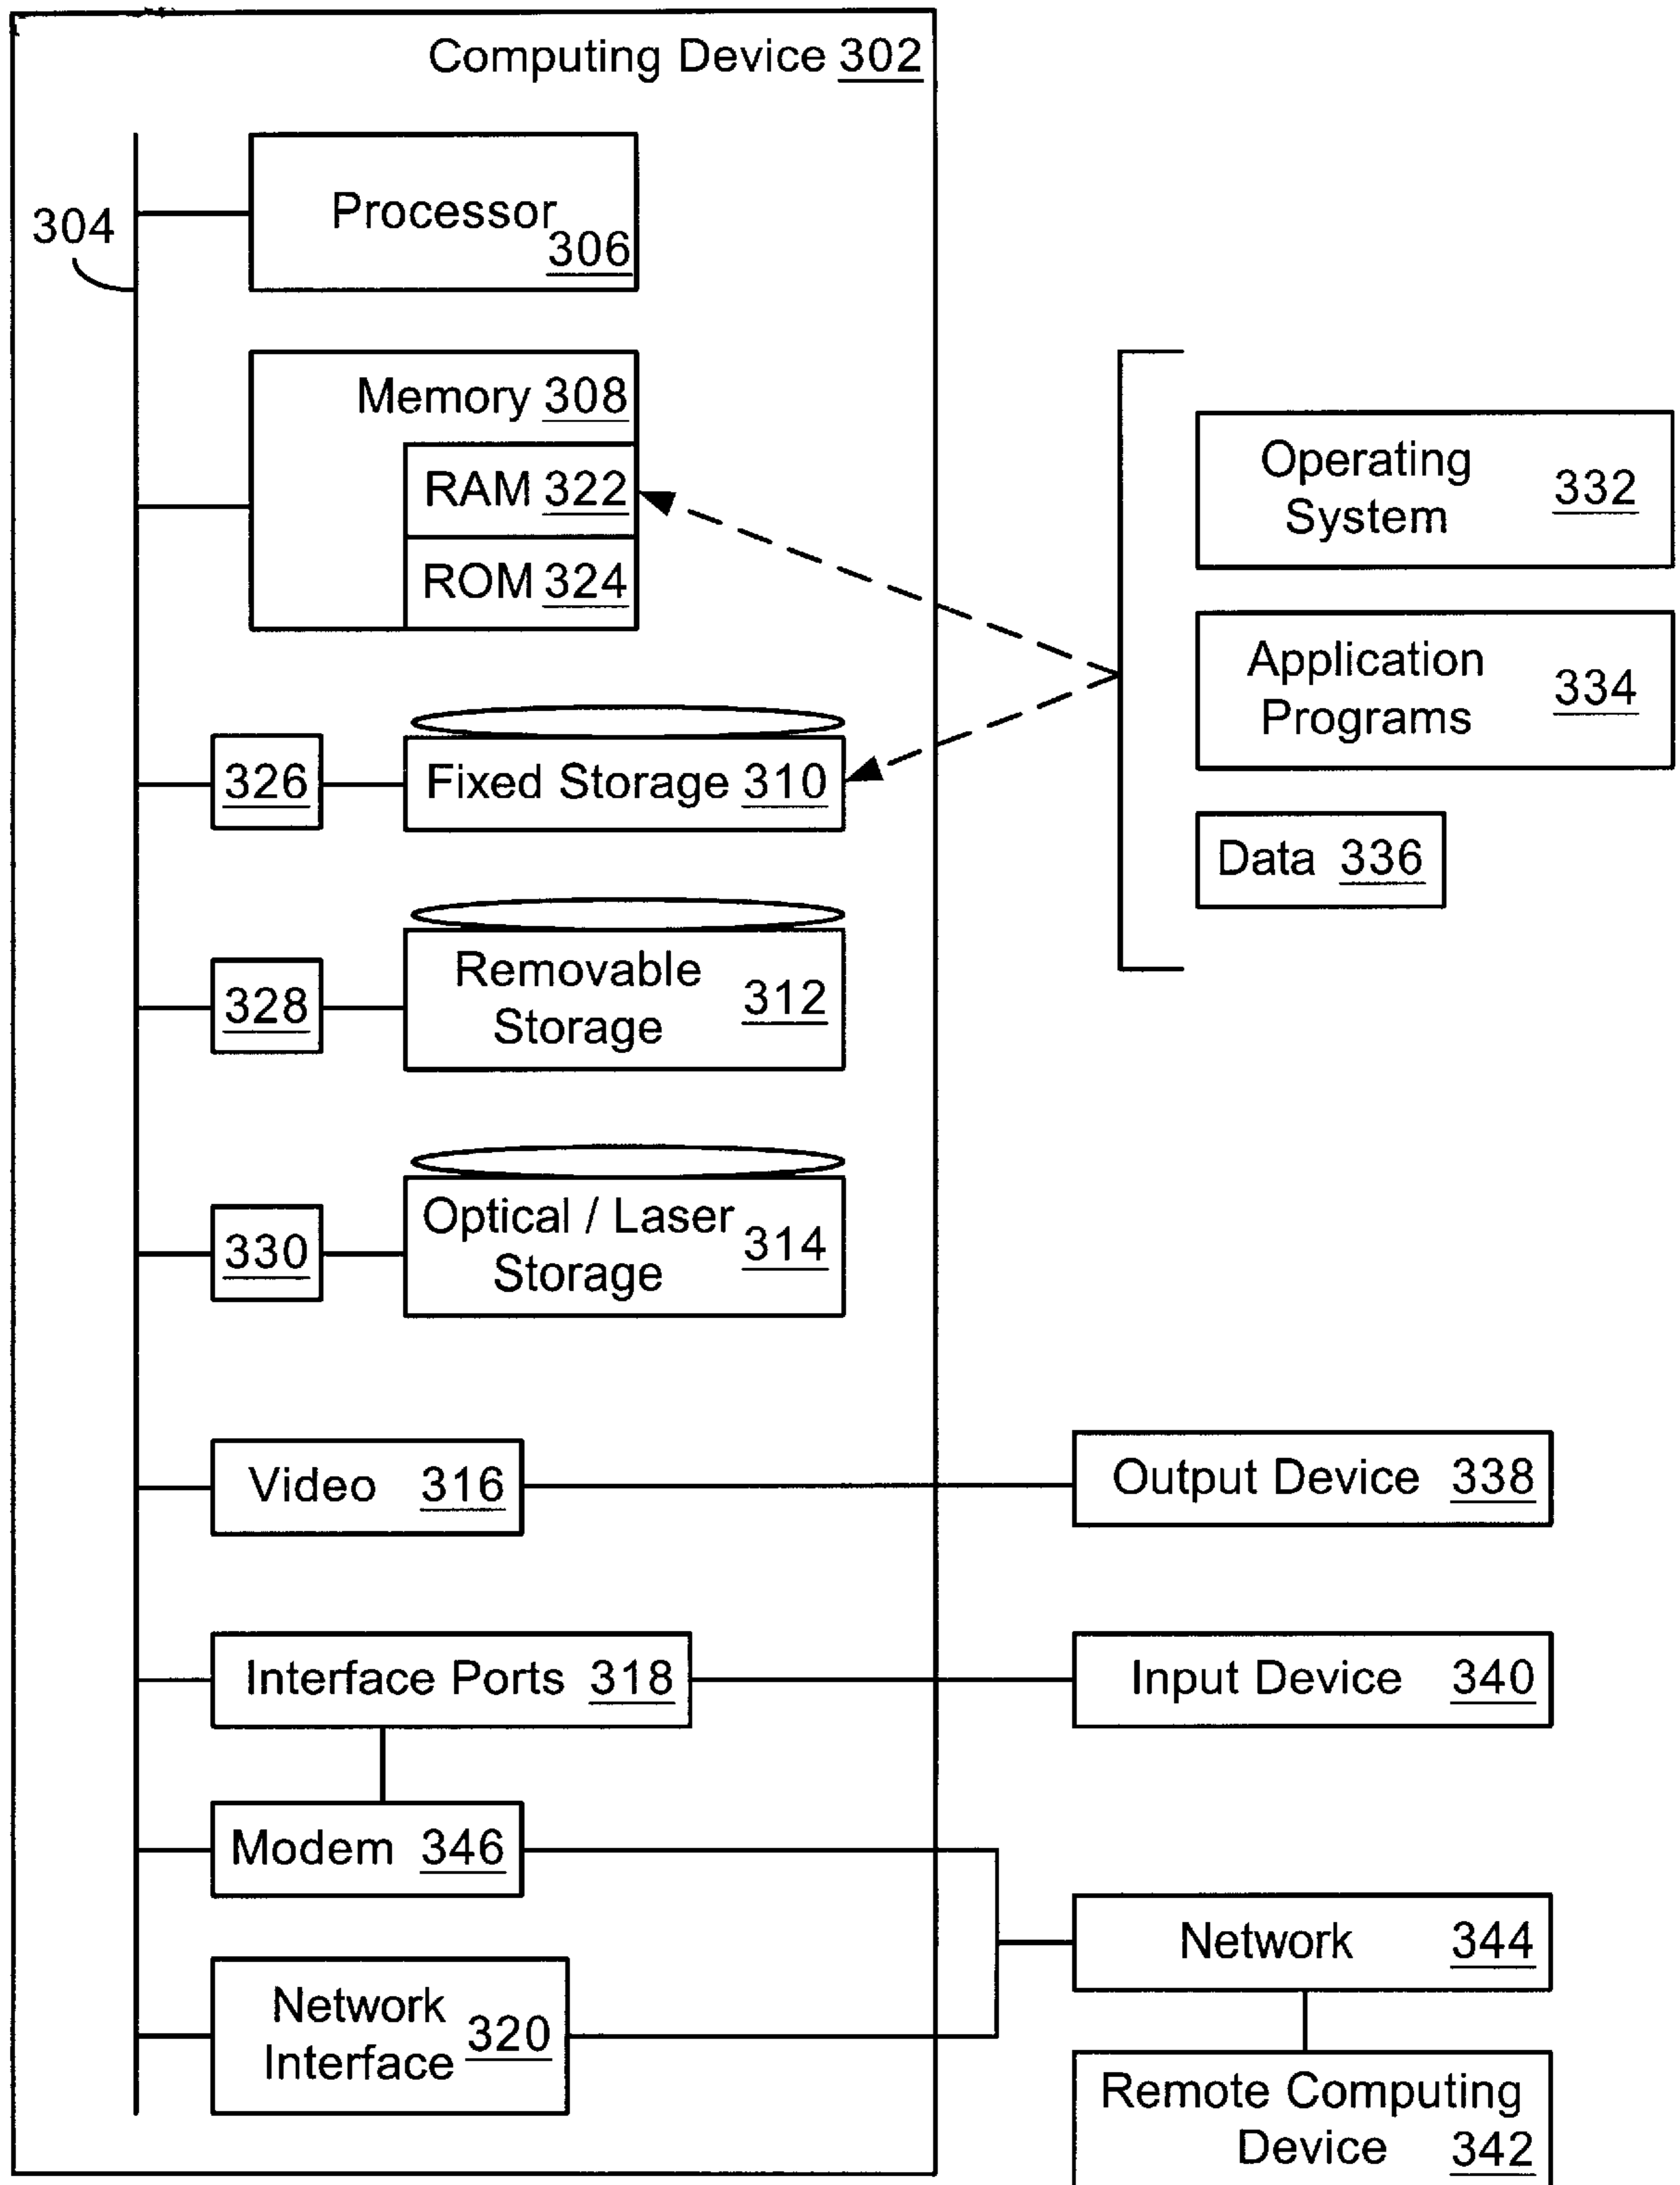 Computing Device 302
304
Processor
306
Memory 308
RAM 322
ROM 324
Operating
System 332
Application
Programs 334
326
Fixed Storage 310
Data 336
328
Removable
Storage 312
330
Optical / Laser
Storage 314
Video 316
Output Device 338
Interface Ports 318
Input Device 340
Modem 346
Network 344
Network
Interface 320
Remote Computing
Device 342